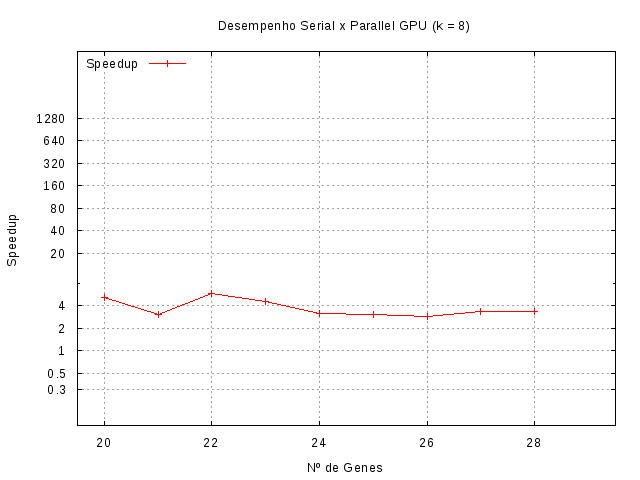 Desempenho Serial x Parallel GPU (k = 8)
Speedup
1280
640
320
160
80
40
20
4
2
1
0.5
0.3
Speedup
20 22 24 26 28
Nº de Genes